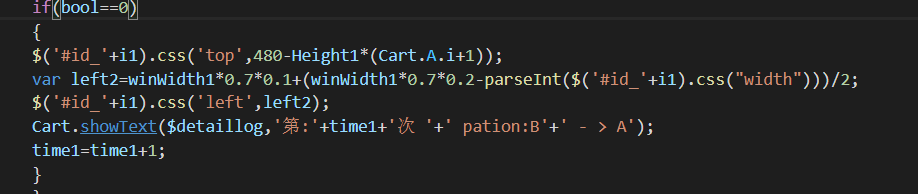 if(bool==0)
{
$('#id_'+i1).css('top',480-Height1*(Cart.A.i+1));
var left2=winWidth1*0.7*0.1+(winWidth1*0.7*0.2-parseInt($('#id_'+i1).css("width")))/2;
$('#id_'+i1).css('left',left2);
Cart.showText($detaillog,'第:'+time1+'次 '+' pation:B'+' - > A');
time1=time1+1;
}